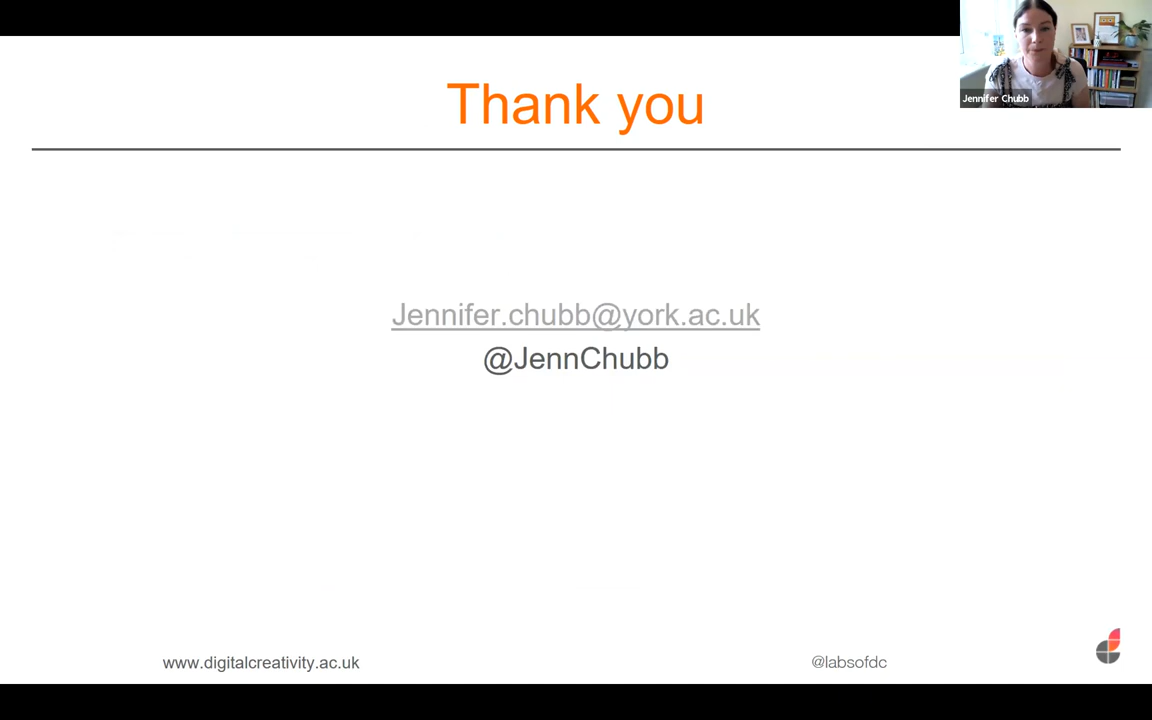 Thank you
Jennifer Chubb
Jennifer.chubb@york.ac.uk
@JennChubb
www.digitalcreativity.ac.uk
@labsofdc